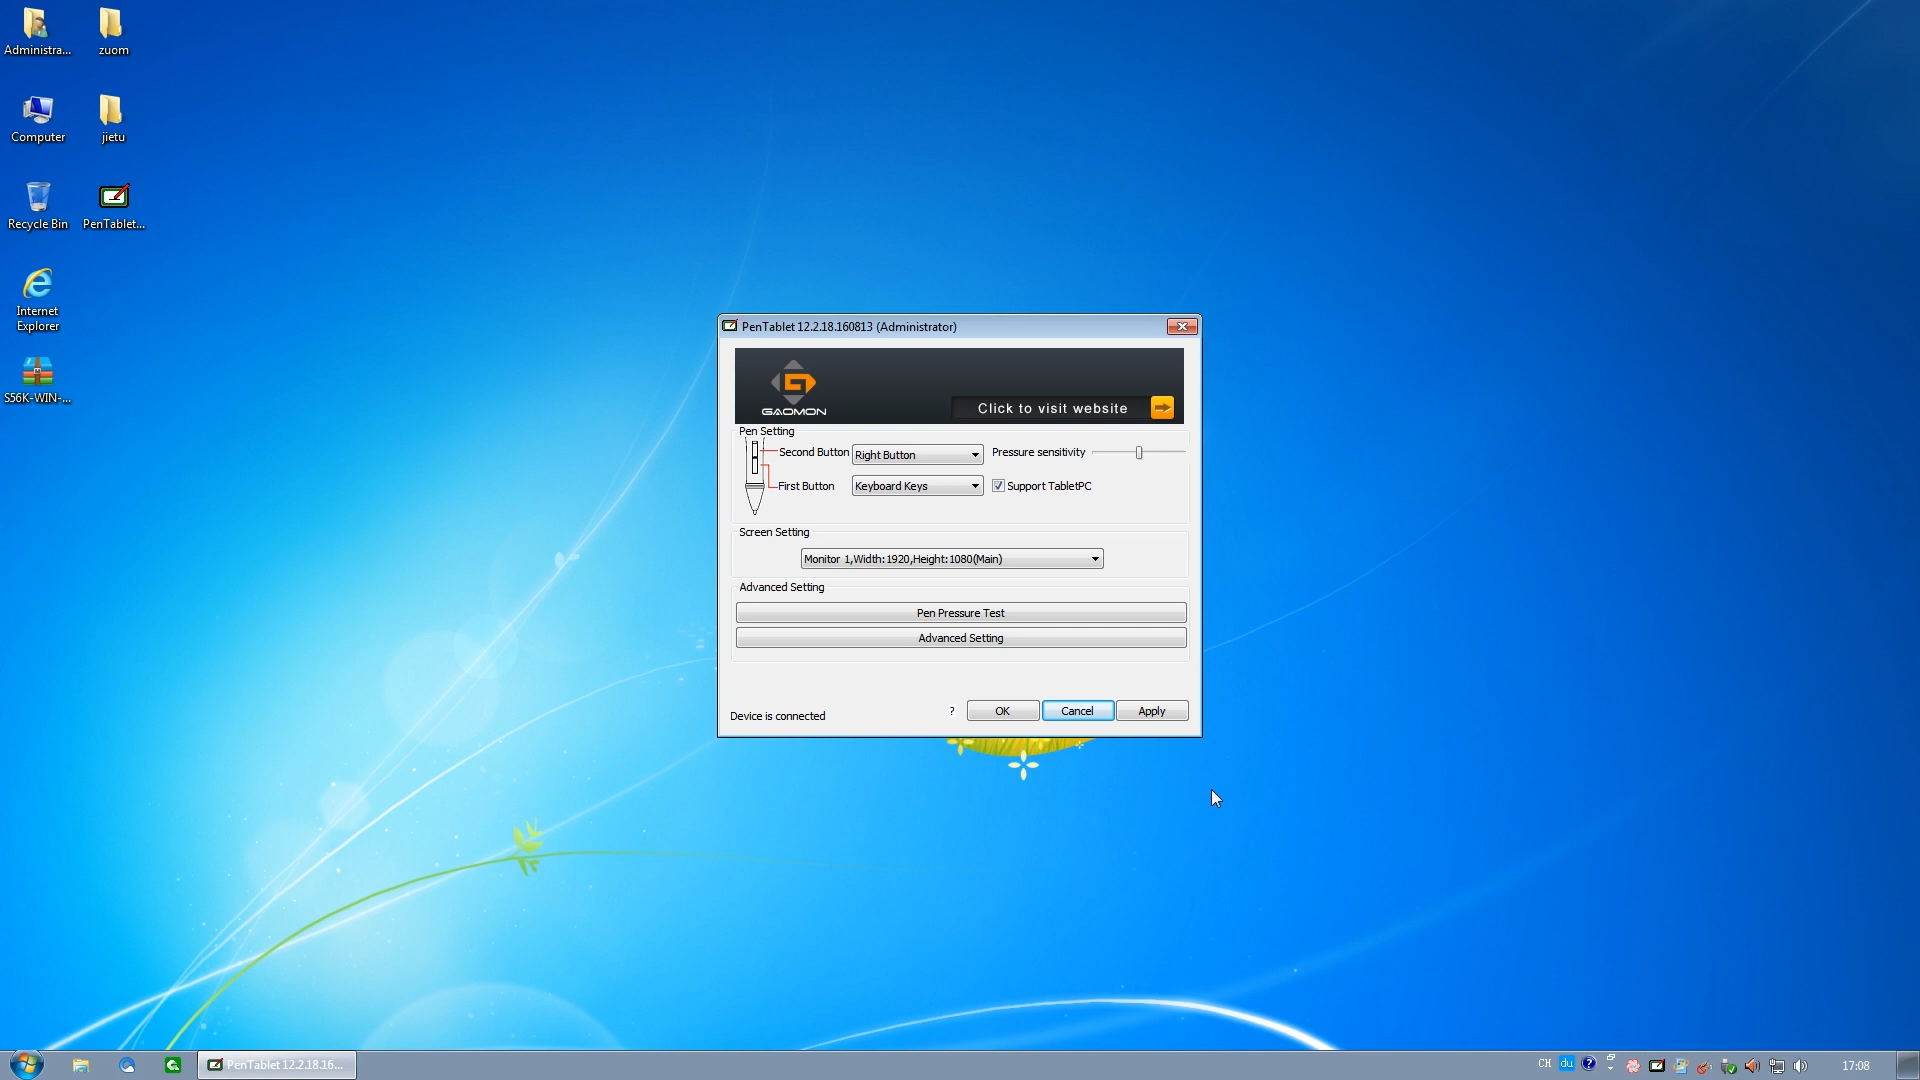 Administra...
zuom
Computer
jietu
Recycle Bin
PenTablet...
Internet
Explorer
S56K-WIN-...
PenTablet 12.2.18.160813 (Administrator)
GAOMON
Click to visit website
Pen Setting
Second Button
Right Button
Pressure sensitivity
First Button
Keyboard Keys
Support TabletPC
Screen Setting
Monitor 1,Width:1920,Height:1080(Main)
Advanced Setting
Pen Pressure Test
Advanced Setting
Device is connected
?
OK
Cancel
Apply
PenTablet 12.2.18.16...
CH
du
?
17:08